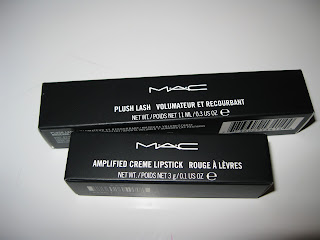 MAC
PLUSH LASH VOLUMATEUR ET RECOURBANT
NET WT./POIDS NET 11 ML/0.3 US OZ ℮
MAC
AMPLIFIED CREME LIPSTICK ROUGE À LÈVRES
NET WT./POIDS NET 3 g/0.1 US OZ ℮